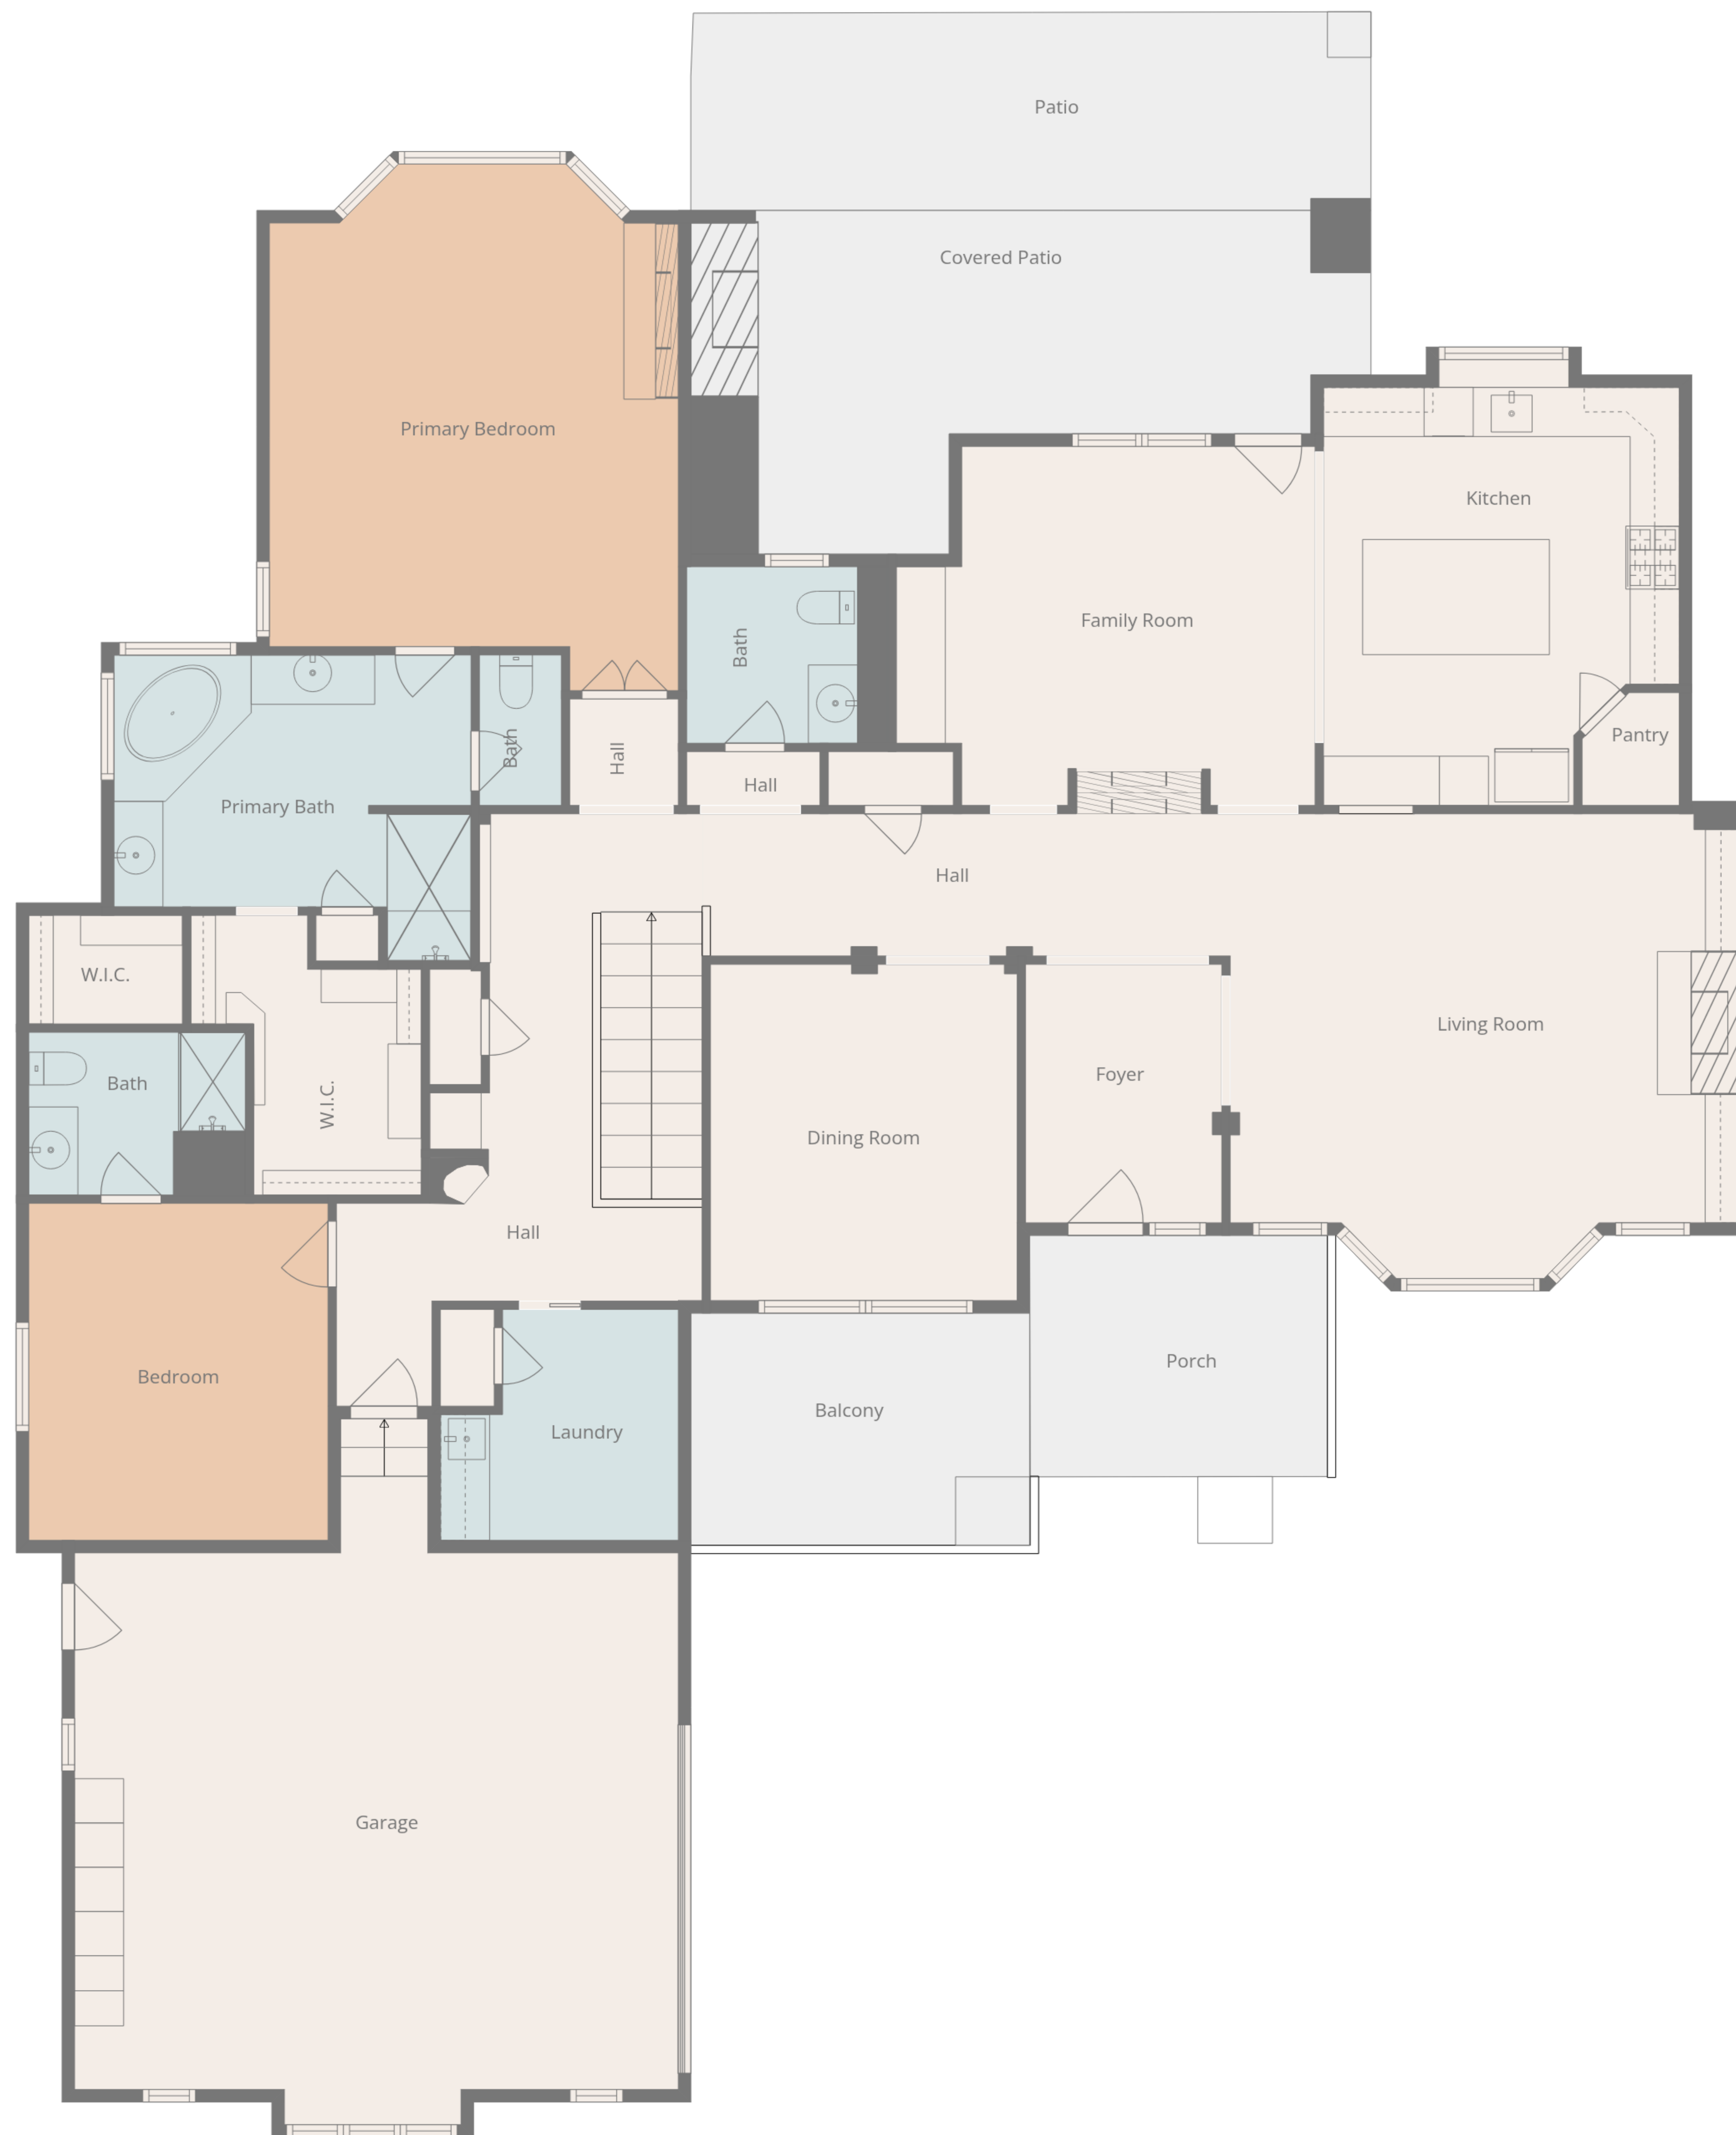 Patio
Covered Patio
Primary Bedroom
Kitchen
Family Room
Bath
Pantry
Bath
Hall
Hall
Primary Bath
Hall
W.I.C.
Living Room
Foyer
Bath
W.I.C.
Dining Room
Hall
Porch
Bedroom
Balcony
Laundry
Garage